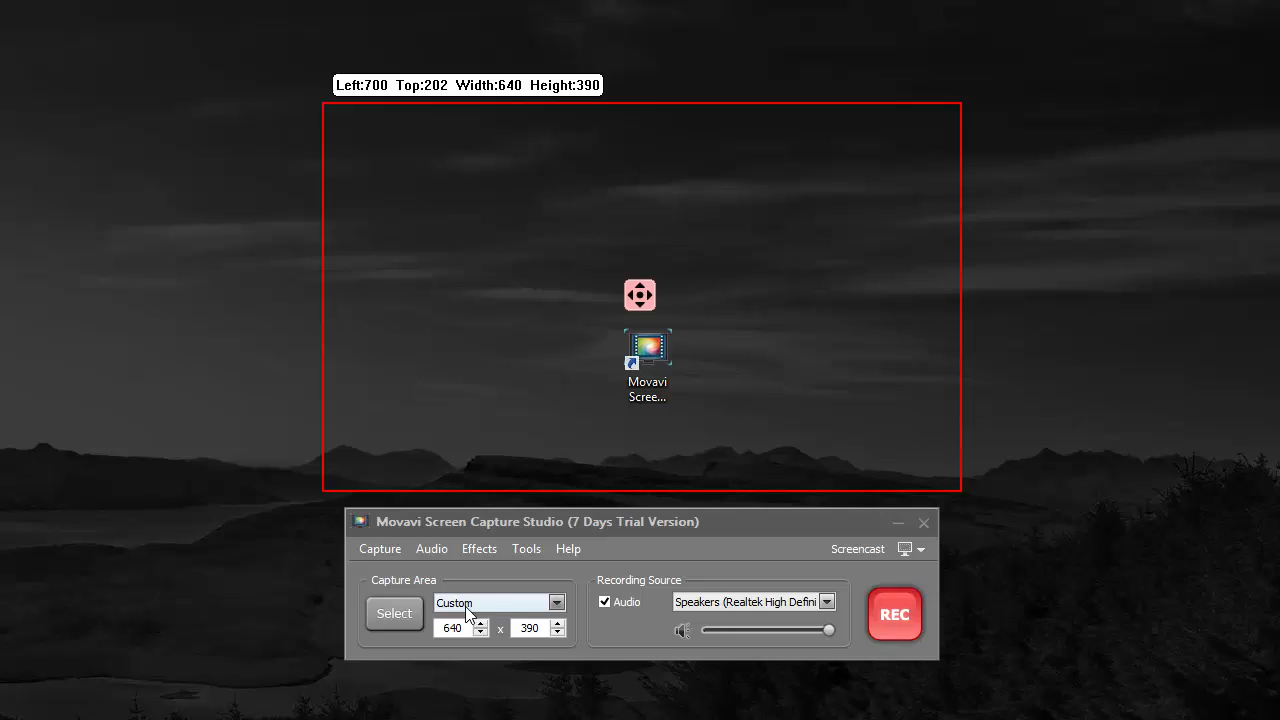 Left:700 Top:202 Width:640 Height:390
Movavi
Scree...
Movavi Screen Capture Studio (7 Days Trial Version)
Capture Audio Effects Tools Help Screencast
Capture Area Recording Source
Select Custom Audio Speakers (Realtek High Defini REC
640 x 390